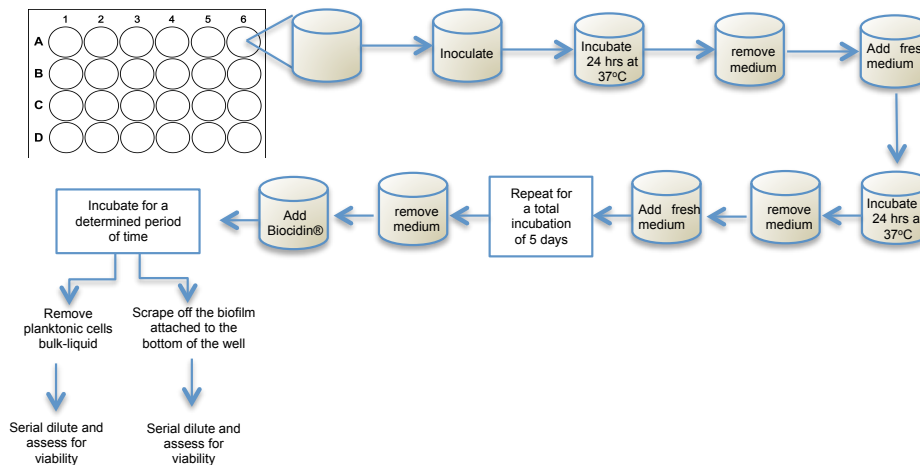 1 2 3 4 5 6
A
B
C
D
Inoculate
Incubate
24 hrs at
37°C
remove
medium
Add fresh
medium
Incubate
24 hrs at
37°C
remove
medium
Add fresh
medium
Repeat for
a total
incubation
of 5 days
remove
medium
Add
Biocidin®
Incubate for a
determined period
of time
Remove
planktonic cells
bulk-liquid
Scrape off the biofilm
attached to the
bottom of the well
Serial dilute and
assess for
viability
Serial dilute and
assess for
viability